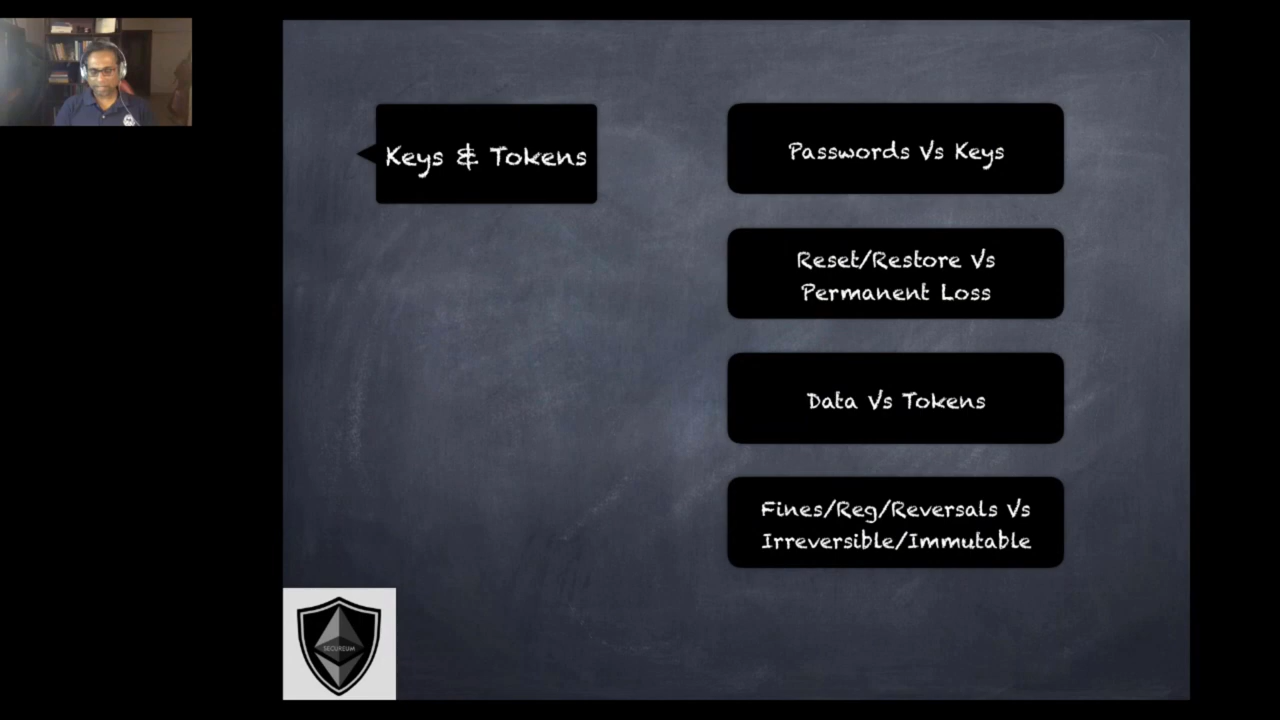 Keys & Tokens
Passwords Vs Keys
Reset/Restore Vs
Permanent Loss
Data Vs Tokens
Fines/Reg/Reversals Vs
Irreversible/Immutable
SECUREUM